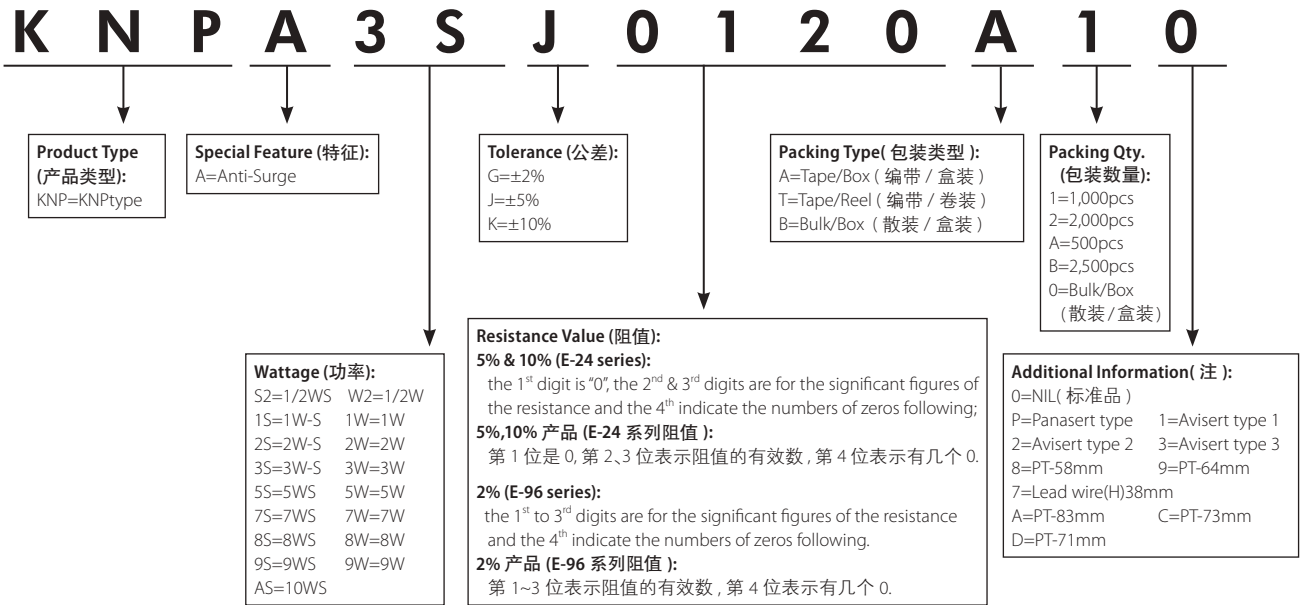 K N P A 3 S J 0 1 2 0 A 1 0
Product Type
(产品类型):
KNP=KNPtype
Special Feature (特征):
A=Anti-Surge
Tolerance (公差):
G=±2%
J=±5%
K=±10%
Packing Type( 包装类型 ):
A=Tape/Box ( 编带 / 盒装 )
T=Tape/Reel ( 编带 / 卷装 )
B=Bulk/Box ( 散装 / 盒装 )
Packing Qty.
(包装数量):
1=1,000pcs
2=2,000pcs
A=500pcs
B=2,500pcs
0=Bulk/Box
(散装 / 盒装)
Wattage (功率):
S2=1/2WS W2=1/2W
1S=1W-S 1W=1W
2S=2W-S 2W=2W
3S=3W-S 3W=3W
5S=5WS 5W=5W
7S=7WS 7W=7W
8S=8WS 8W=8W
9S=9WS 9W=9W
AS=10WS
Resistance Value (阻值):
5% & 10% (E-24 series):
the 1st digit is "0", the 2nd & 3rd digits are for the significant figures of
the resistance and the 4th indicate the numbers of zeros following;
5%,10% 产品 (E-24 系列阻值 ):
第 1 位是 0, 第 2、3 位表示阻值的有效数 , 第 4 位表示有几个 0.
2% (E-96 series):
the 1st to 3rd digits are for the significant figures of the resistance
and the 4th indicate the numbers of zeros following.
2% 产品 (E-96 系列阻值 ):
第 1~3 位表示阻值的有效数 , 第 4 位表示有几个 0.
Additional Information( 注 ):
0=NIL( 标准品 )
P=Panasert type 1=Avisert type 1
2=Avisert type 2 3=Avisert type 3
8=PT-58mm 9=PT-64mm
7=Lead wire(H)38mm
A=PT-83mm C=PT-73mm
D=PT-71mm